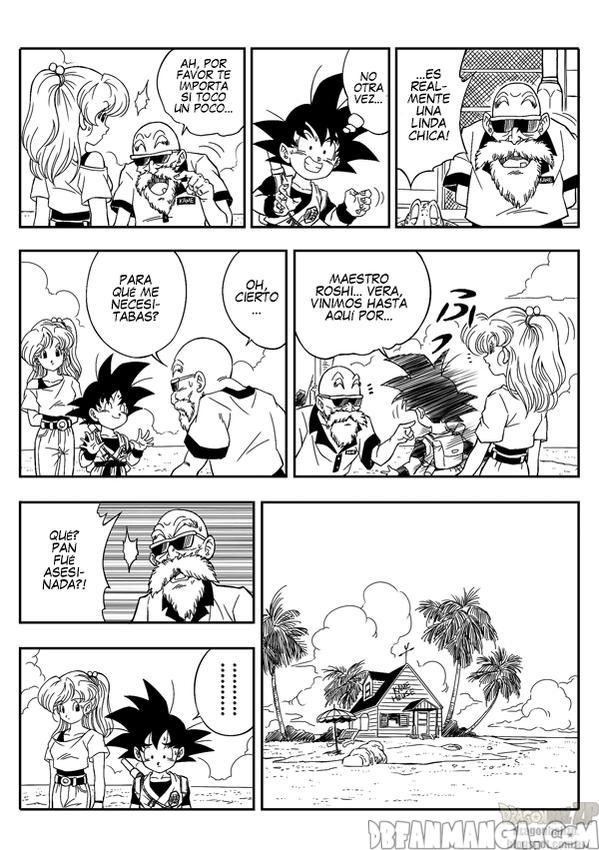 AH, POR
FAVOR TE
IMPORTA
SI TOCO
UN POCO...
NO
OTRA
VEZ...
...ES
REAL-
MENTE
UNA
LINDA
CHICA!
KAME
KAME
PARA
QUÉ ME
NECESI-
TABAS?
OH,
CIERTO
...
MAESTRO
ROSHI... VERA,
VINIMOS HASTA
AQUÍ POR...
QUÉ?
PAN
FUÉ
ASESI-
NADA?!
KAME
HOUSE
DBFANMANGA.COM